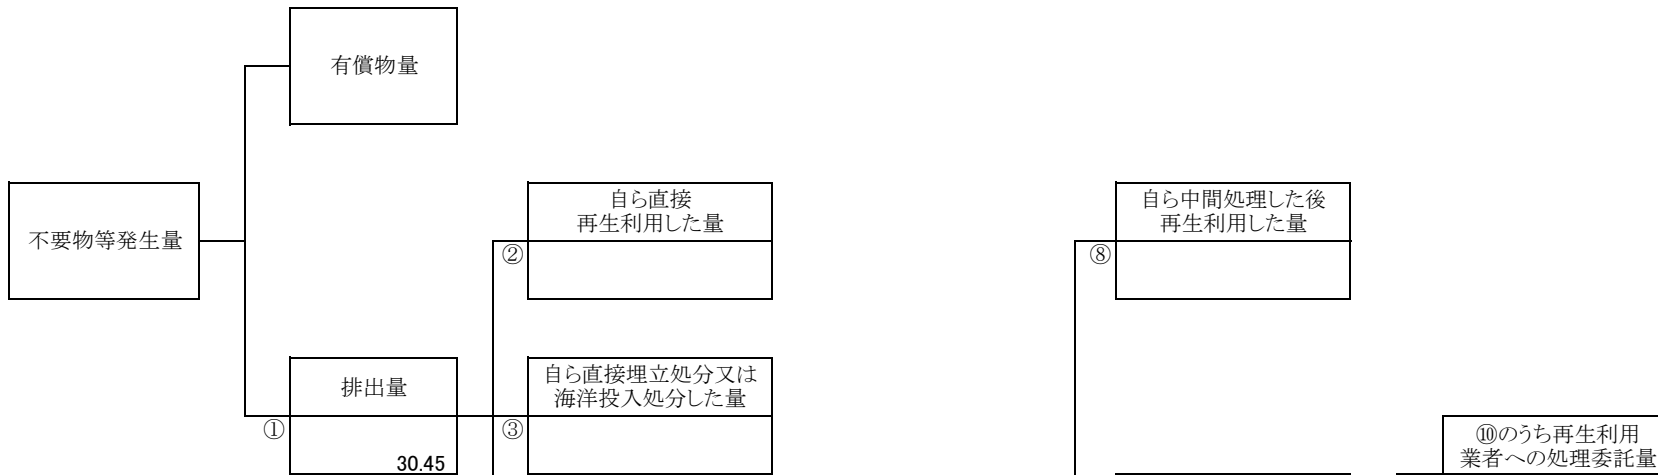 有償物量
不要物等発生量
自ら直接
再生利用した量
②
自ら中間処理した後
再生利用した量
⑧
排出量
①
30.45
自ら直接埋立処分又は
海洋投入処分した量
③
⑩のうち再生利用
業者への処理委託量